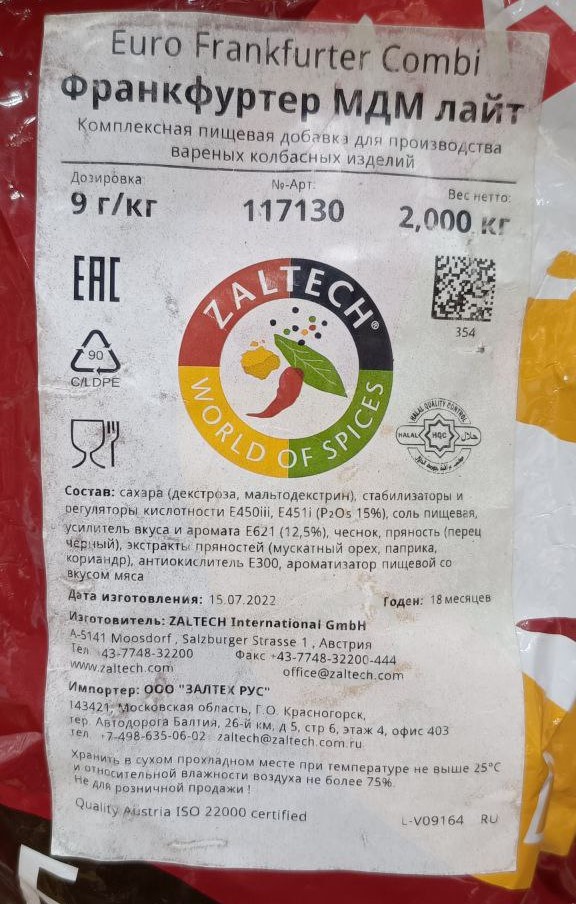 Euro Frankfurter Combi
Франкфуртер МДМ лайт
Комплексная пищевая добавка для производства
вареных колбасных изделий
Дозировка: №-Арт: Вес нетто:
9 г/кг 117130 2,000 кг
EAC
354
90
C/LDPE
ZALTECH®
WORLD OF SPICES
HALAL QUALITY CONTROL
HALAL HQC حلال
Состав: сахара (декстроза, мальтодекстрин), стабилизаторы и
регуляторы кислотности E450iii, E451i (P₂O₅ 15%), соль пищевая,
усилитель вкуса и аромата E621 (12,5%), чеснок, пряность (перец
черный), экстракты пряностей (мускатный орех, паприка,
кориандр), антиокислитель E300, ароматизатор пищевой со
вкусом мяса
Дата изготовления: 15.07.2022 Годен: 18 месяцев
Изготовитель: ZALTECH International GmbH
A-5141 Moosdorf , Salzburger Strasse 1 , Австрия
Тел +43-7748-32200 Факс +43-7748-32200-444
www.zaltech.com office@zaltech.com
Импортер: ООО "ЗАЛТЕХ РУС"
143421, Московская область, Г.О. Красногорск,
тер. Автодорога Балтия, 26-й км, д 5, стр 6, этаж 4, офис 403
тел. +7-498-635-06-02 zaltech@zaltech.com.ru
Хранить в сухом прохладном месте при температуре не выше 25°C
и относительной влажности воздуха не более 75%.
Не для розничной продажи !
Quality Austria ISO 22000 certified
L-V09164 RU